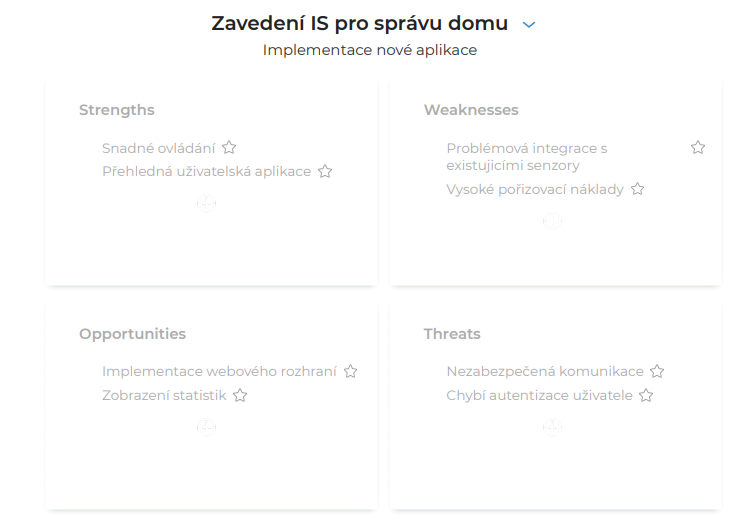 Zavedení IS pro správu domu
Implementace nové aplikace
Strengths
Snadné ovládání
Přehledná uživatelská aplikace
Weaknesses
Problémová integrace s
existujicími senzory
Vysoké pořizovací náklady
Opportunities
Implementace webového rozhraní
Zobrazení statistik
Threats
Nezabezpečená komunikace
Chybí autentizace uživatele